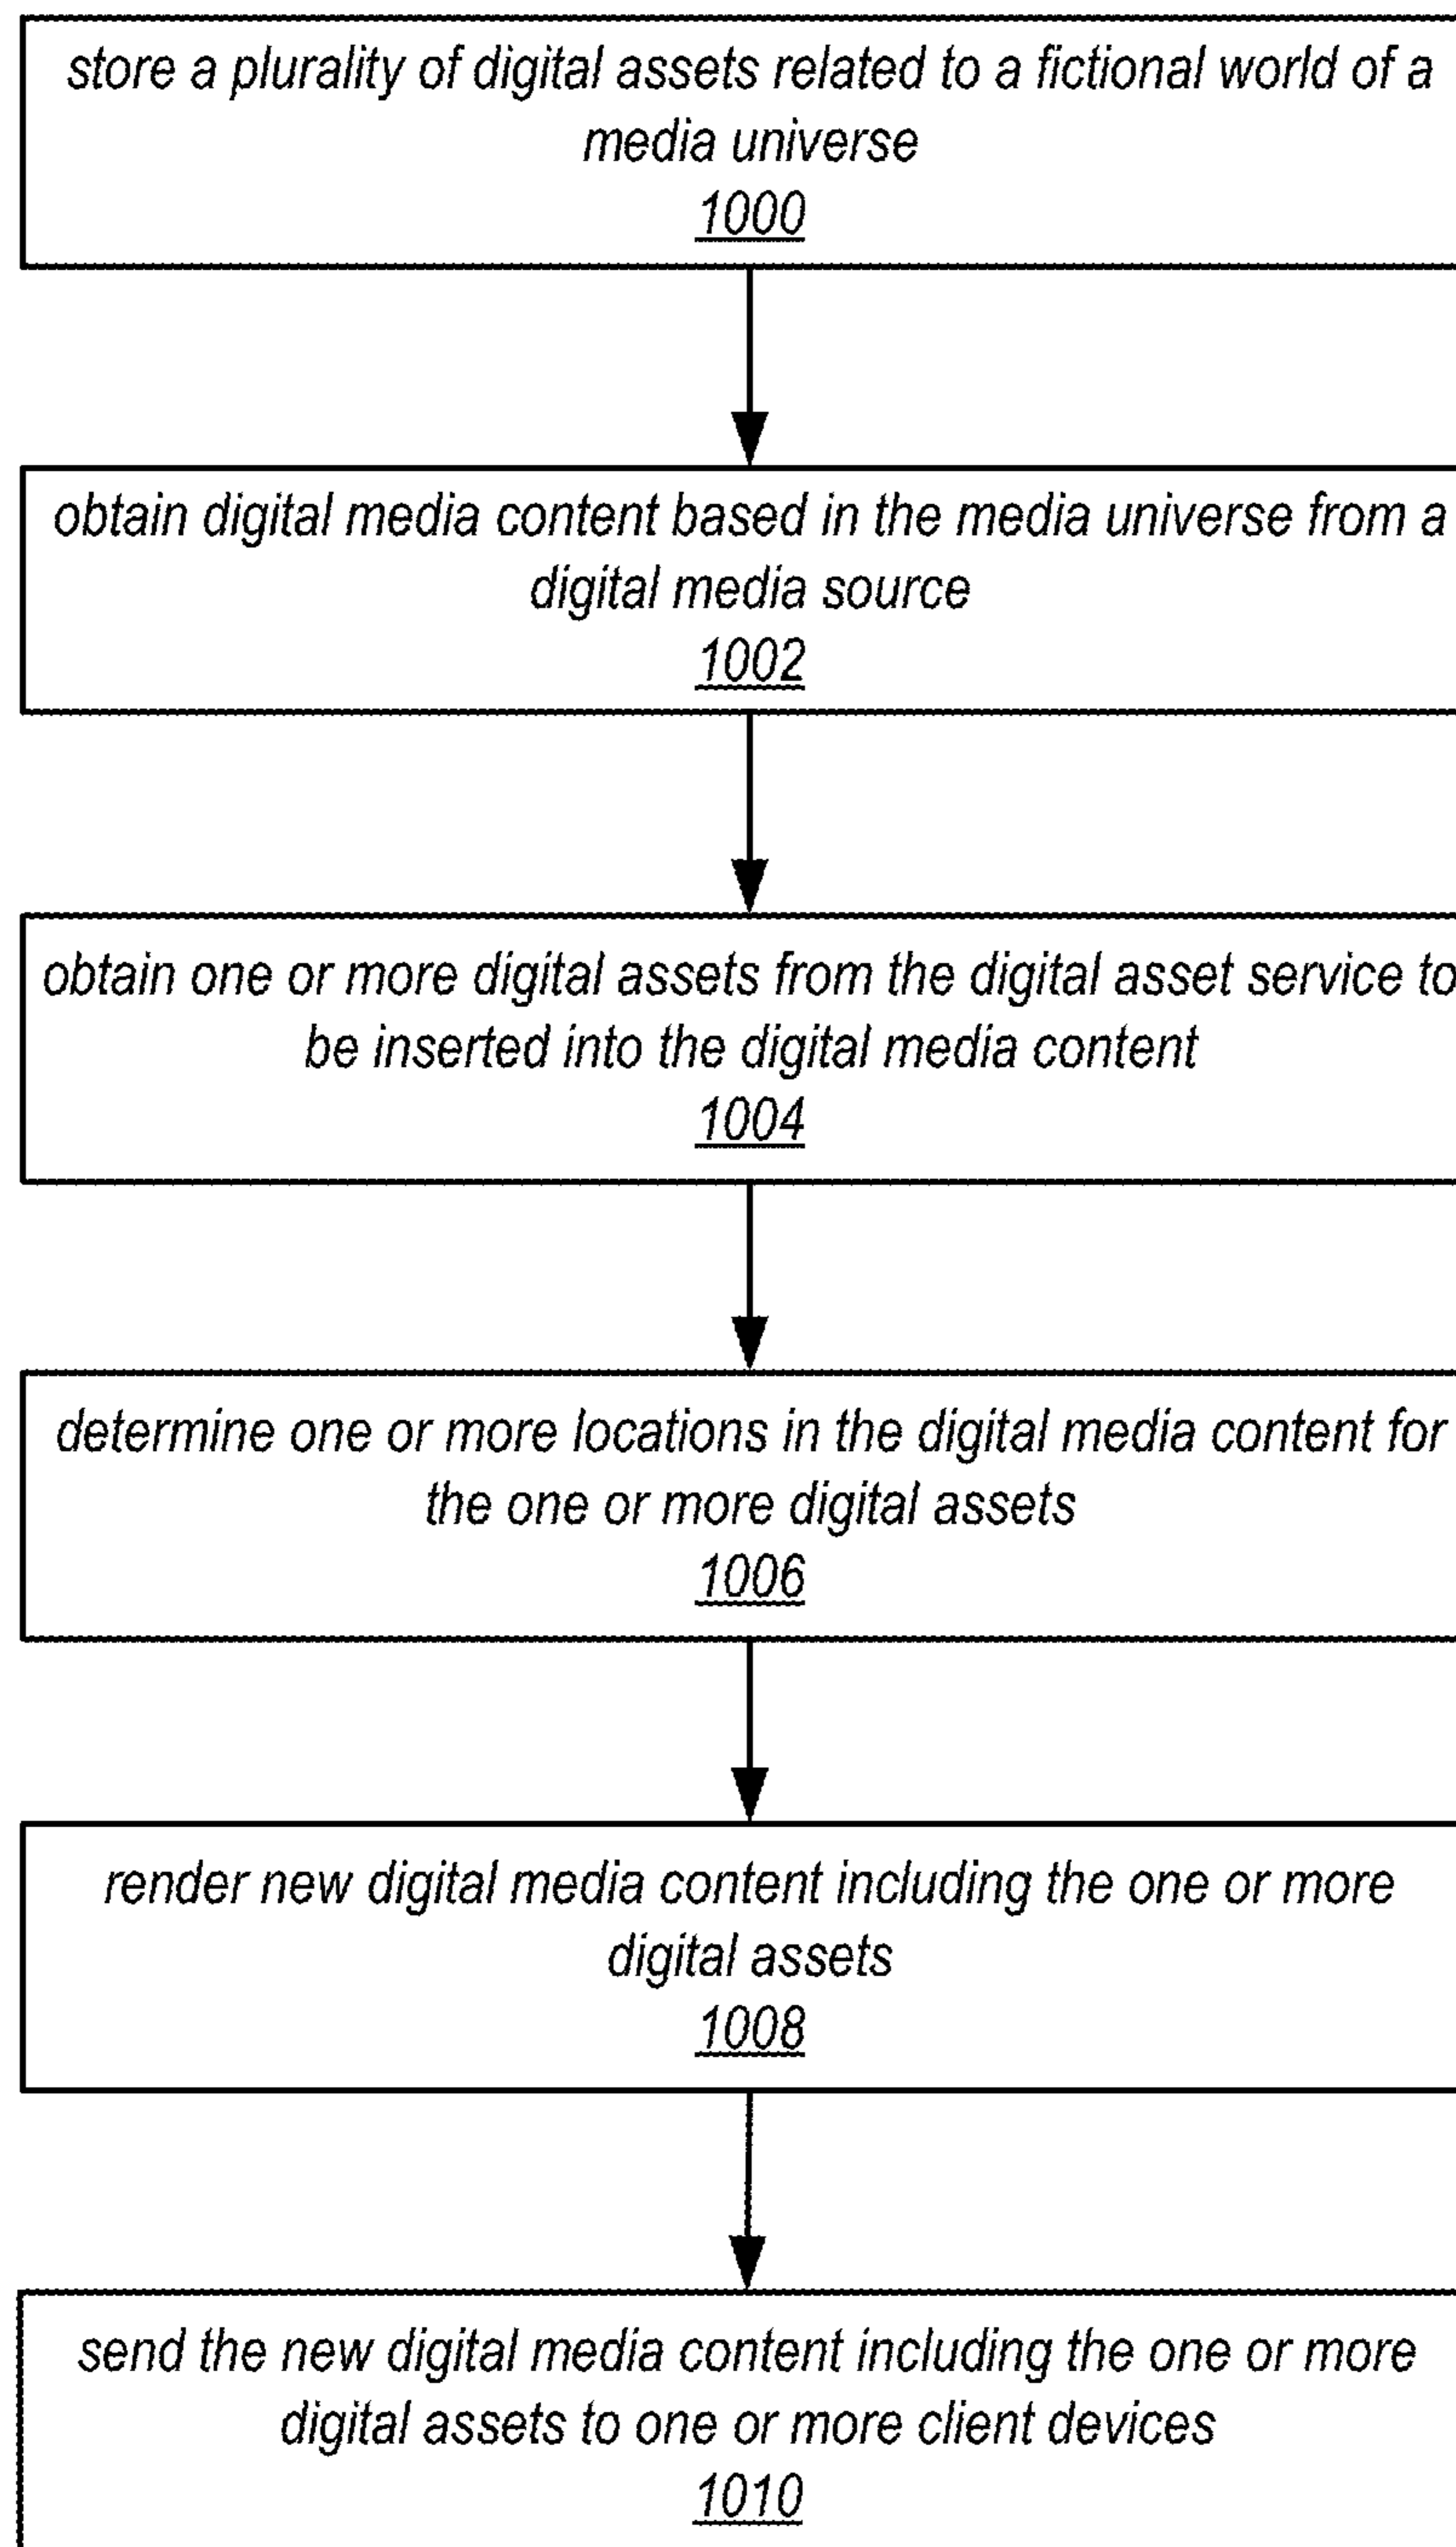 store a plurality of digital assets related to a fictional world of a
media universe
1000
obtain digital media content based in the media universe from a
digital media source
1002
obtain one or more digital assets from the digital asset service to
be inserted into the digital media content
1004
determine one or more locations in the digital media content for
the one or more digital assets
1006
render new digital media content including the one or more
digital assets
1008
send the new digital media content including the one or more
digital assets to one or more client devices
1010